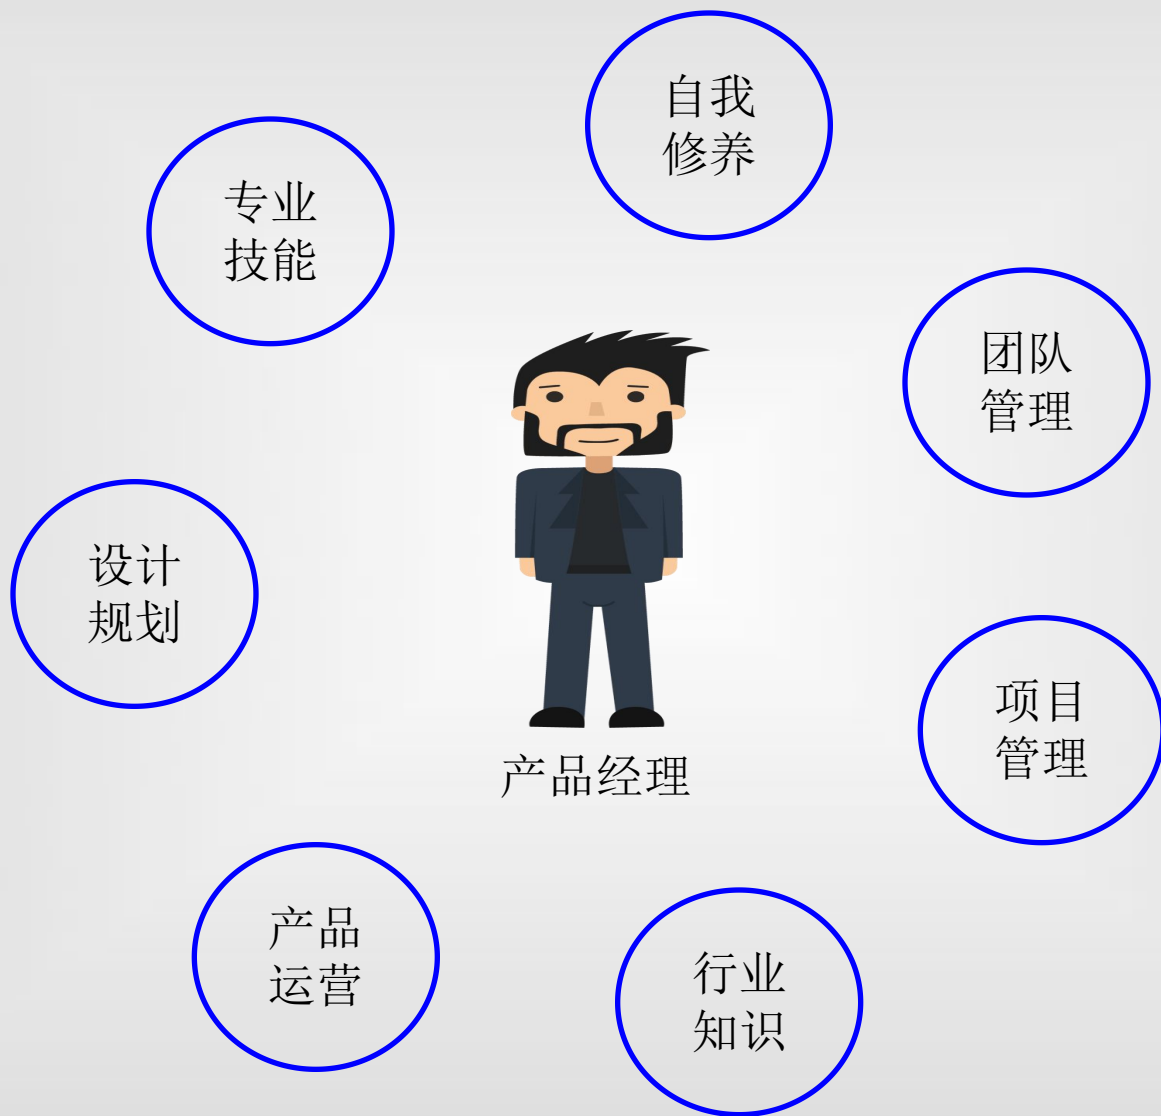 自我
修养
专业
技能
团队
管理
设计
规划
项目
管理
产品经理
产品
运营
行业
知识